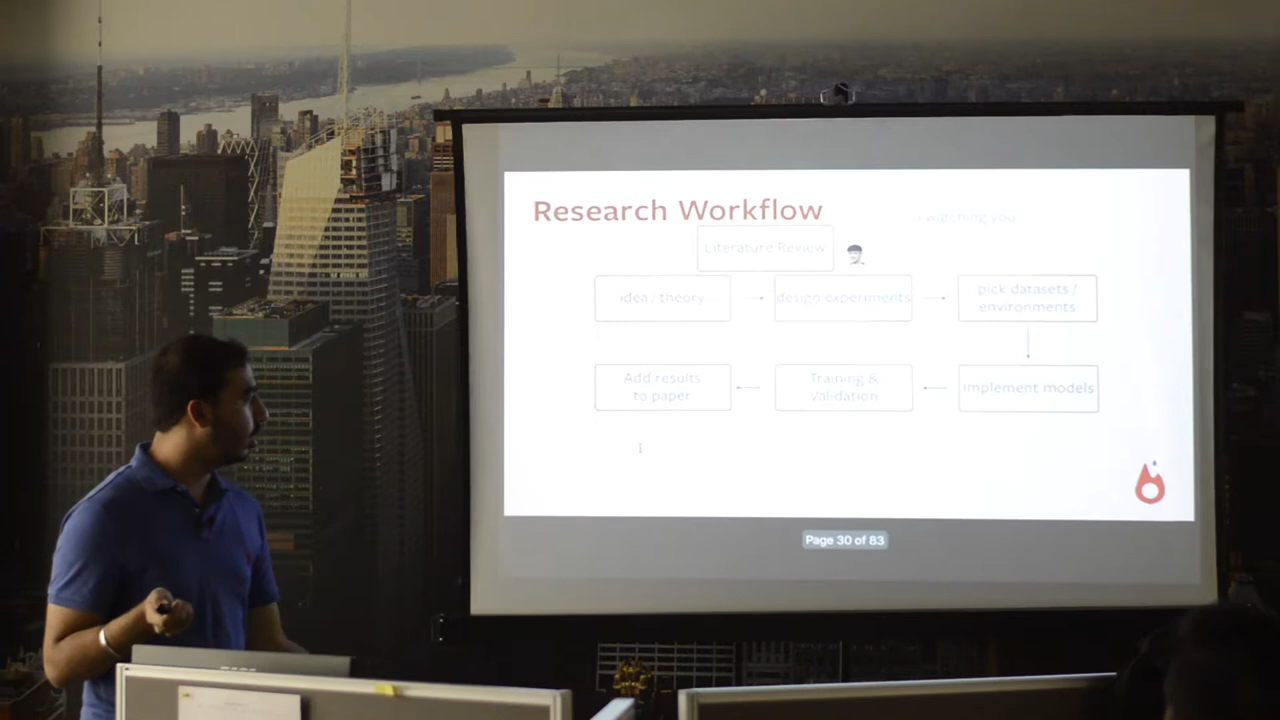 Research Workflow
watching you
Literature Review
idea / theory
design experiments
pick datasets /
environments
Add results
to paper
Training &
Validation
implement models
Page 30 of 83